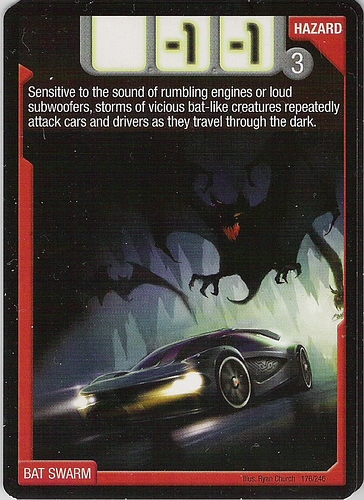 -1 -1
HAZARD
3
Sensitive to the sound of rumbling engines or loud
subwoofers, storms of vicious bat-like creatures repeatedly
attack cars and drivers as they travel through the dark.
BAT SWARM
Illus. Ryan Church 176/246